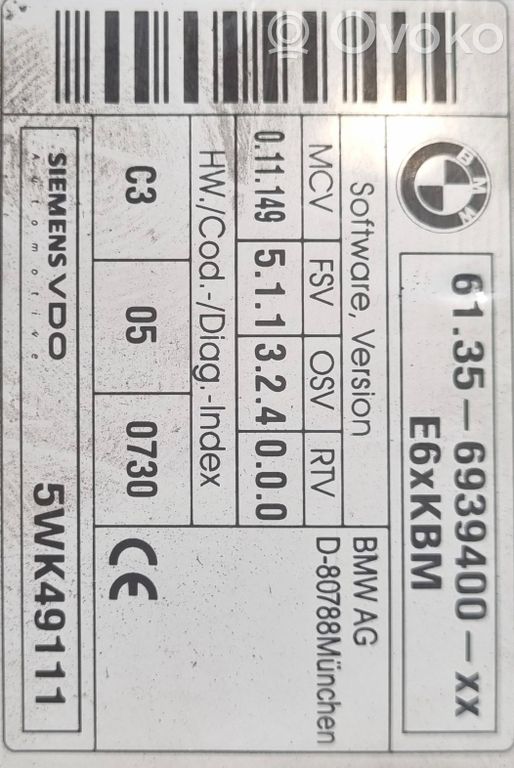 Ovoko
BMW
61.35-6939400-xx
E6xKBM
Software, Version
MCV FSV OSV RTV
0.11.149 5.1.1 3.2.4 0.0.0
HW./Cod.-/Diag.-Index
C3 05 0730
BMW AG
D-80788München
CE
SIEMENS VDO
Automotive
5WK49111